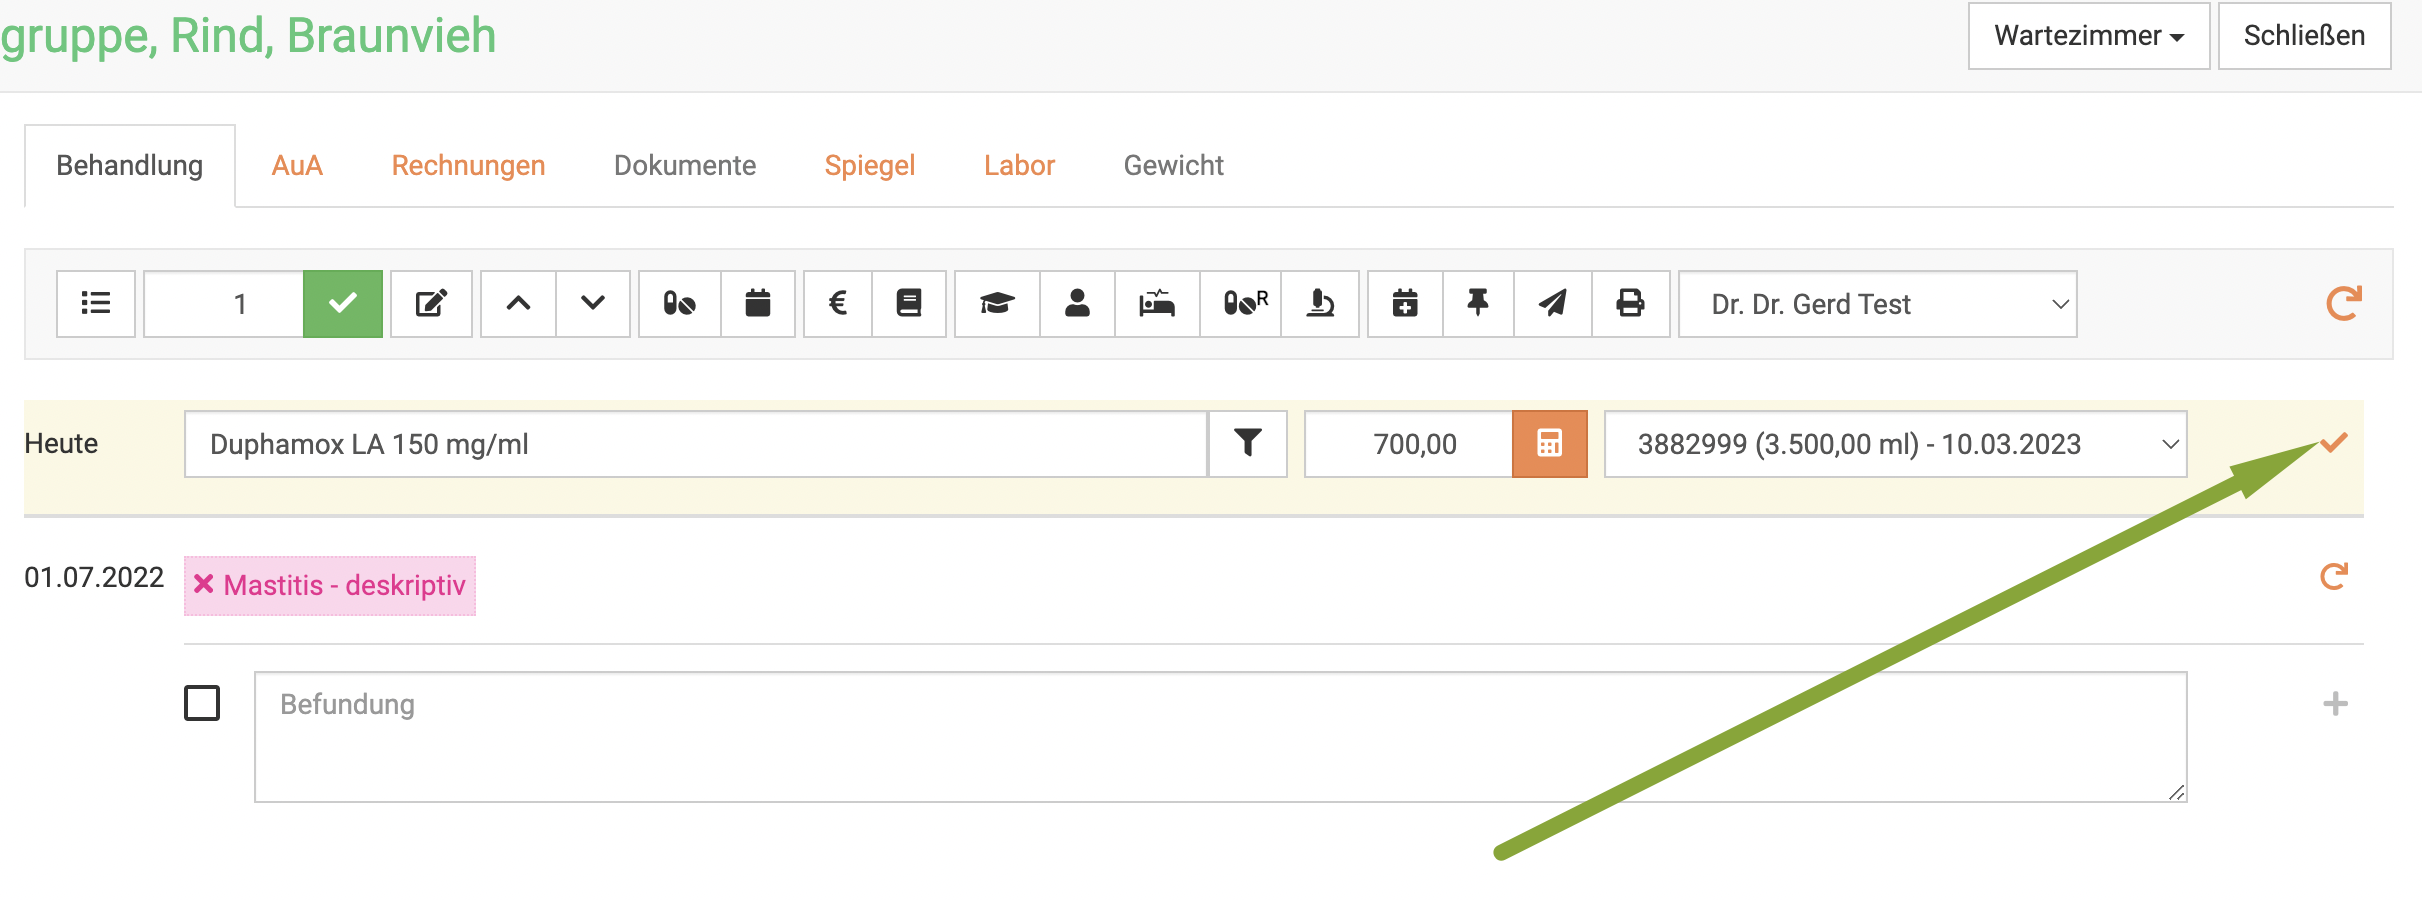 gruppe, Rind, Braunvieh
Wartezimmer
Schließen
Behandlung
AuA
Rechnungen
Dokumente
Spiegel
Labor
Gewicht
1
€
R
Dr. Dr. Gerd Test
Heute
Duphamox LA 150 mg/ml
700,00
3882999 (3.500,00 ml) - 10.03.2023
01.07.2022
Mastitis - deskriptiv
Befundung